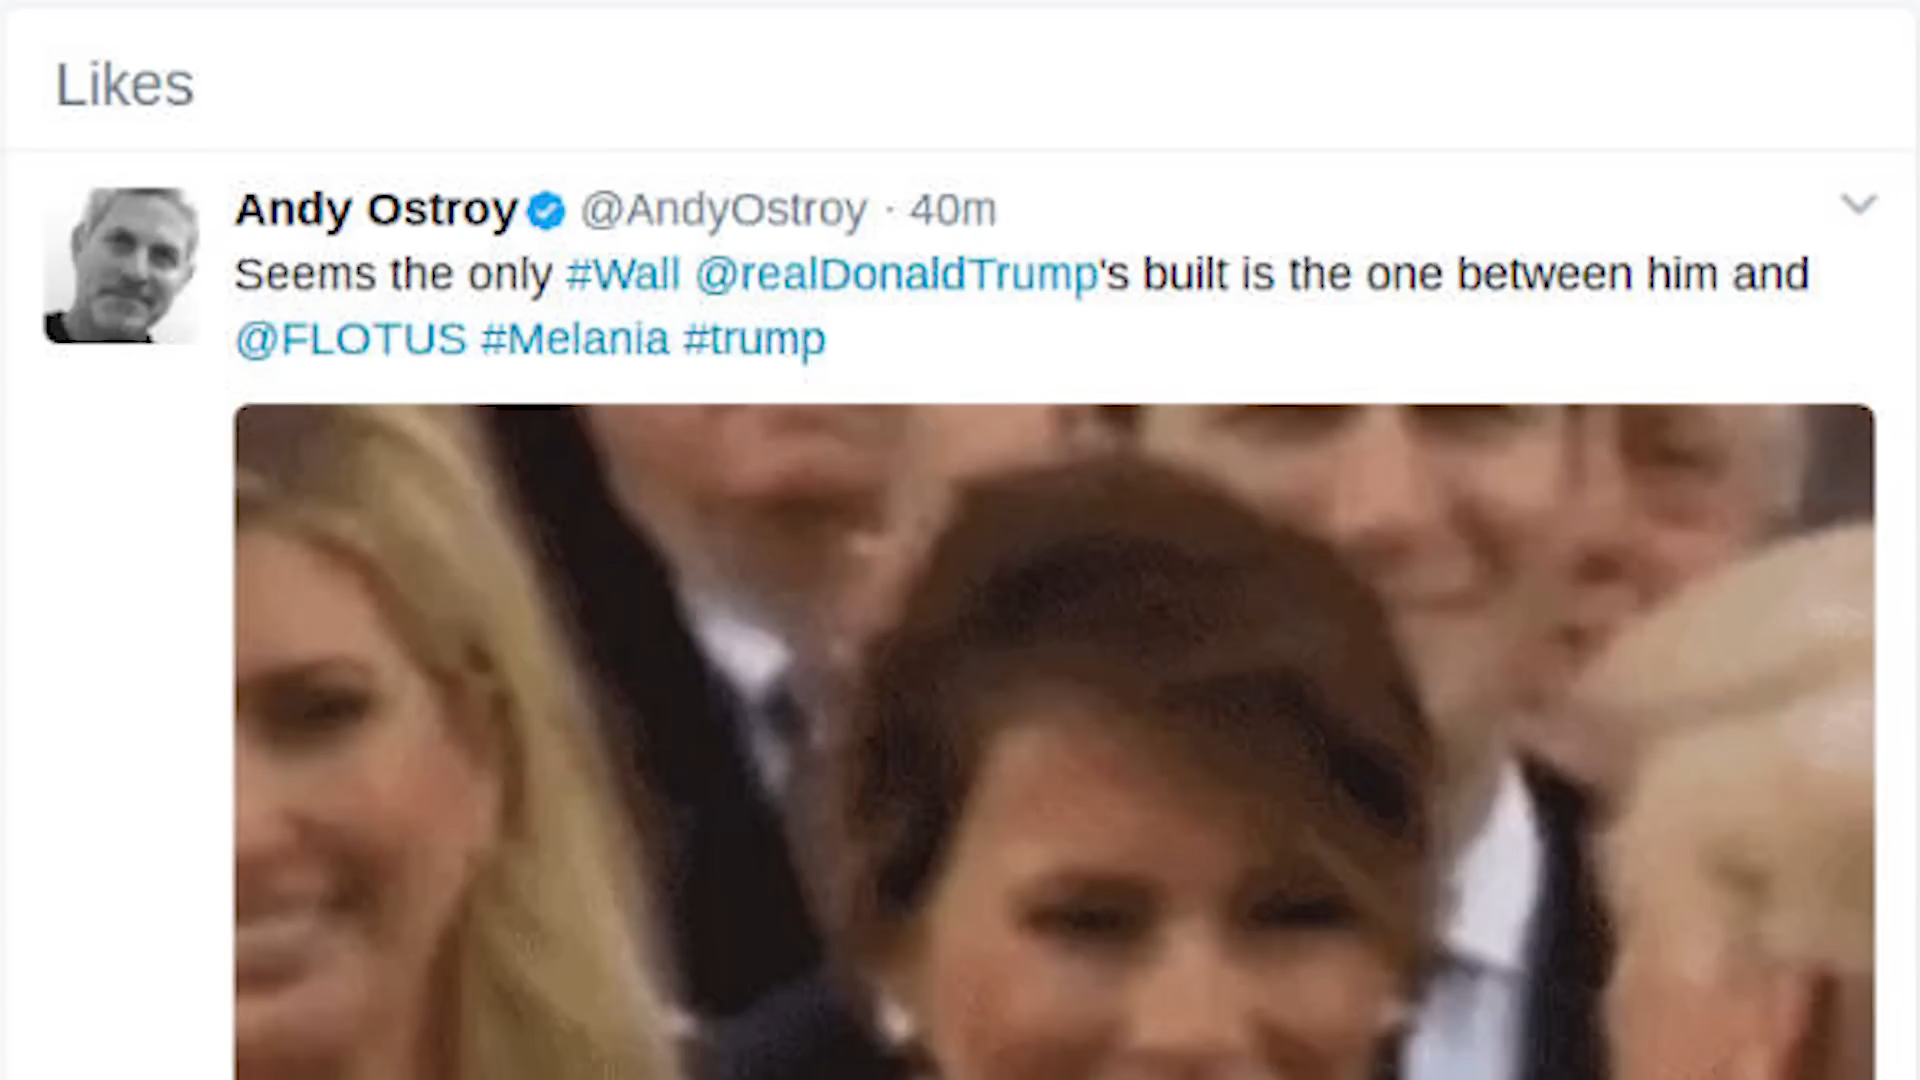 Likes
Andy Ostroy @AndyOstroy · 40m
Seems the only #Wall @realDonaldTrump's built is the one between him and
@FLOTUS #Melania #trump